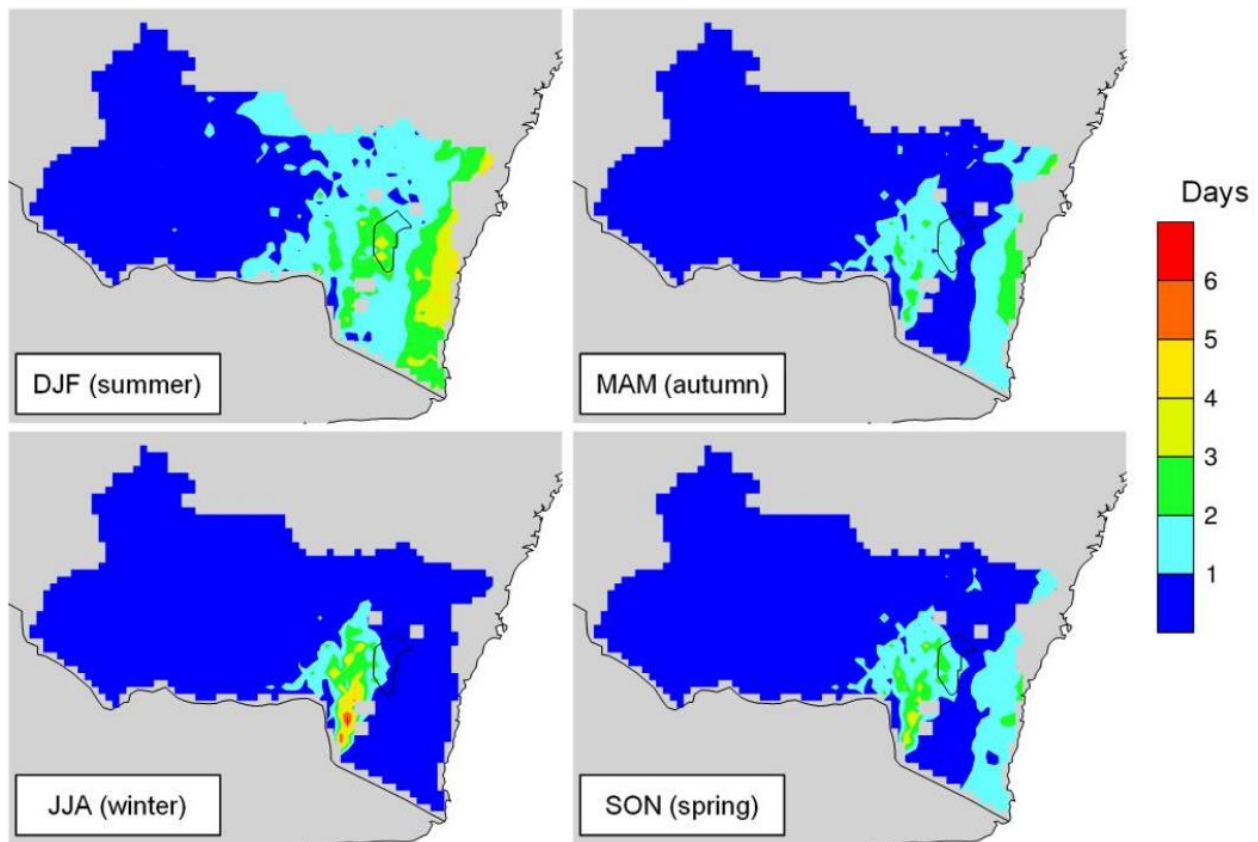 DJF (summer)
MAM (autumn)
Days
6
5
4
3
2
1
JJA (winter)
SON (spring)